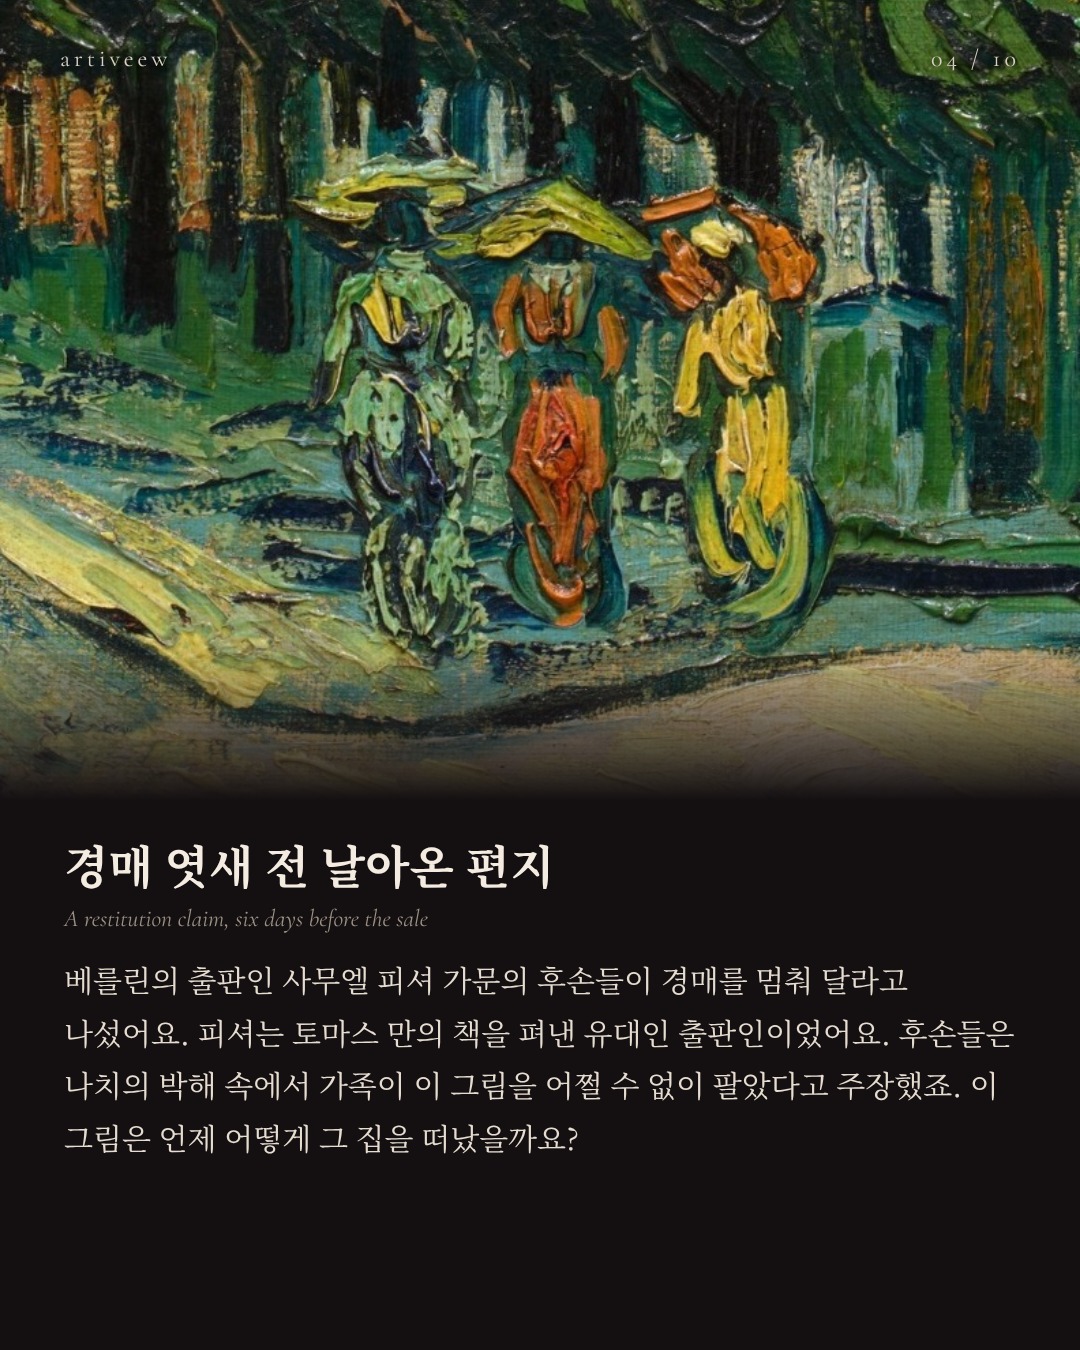 artiveew
04 / 10
경매 엿새 전 날아온 편지
A restitution claim, six days before the sale
베를린의 출판인 사무엘 피셔 가문의 후손들이 경매를 멈춰 달라고
나섰어요. 피셔는 토마스 만의 책을 펴낸 유대인 출판인이었어요. 후손들은
나치의 박해 속에서 가족이 이 그림을 어쩔 수 없이 팔았다고 주장했죠. 이
그림은 언제 어떻게 그 집을 떠났을까요?